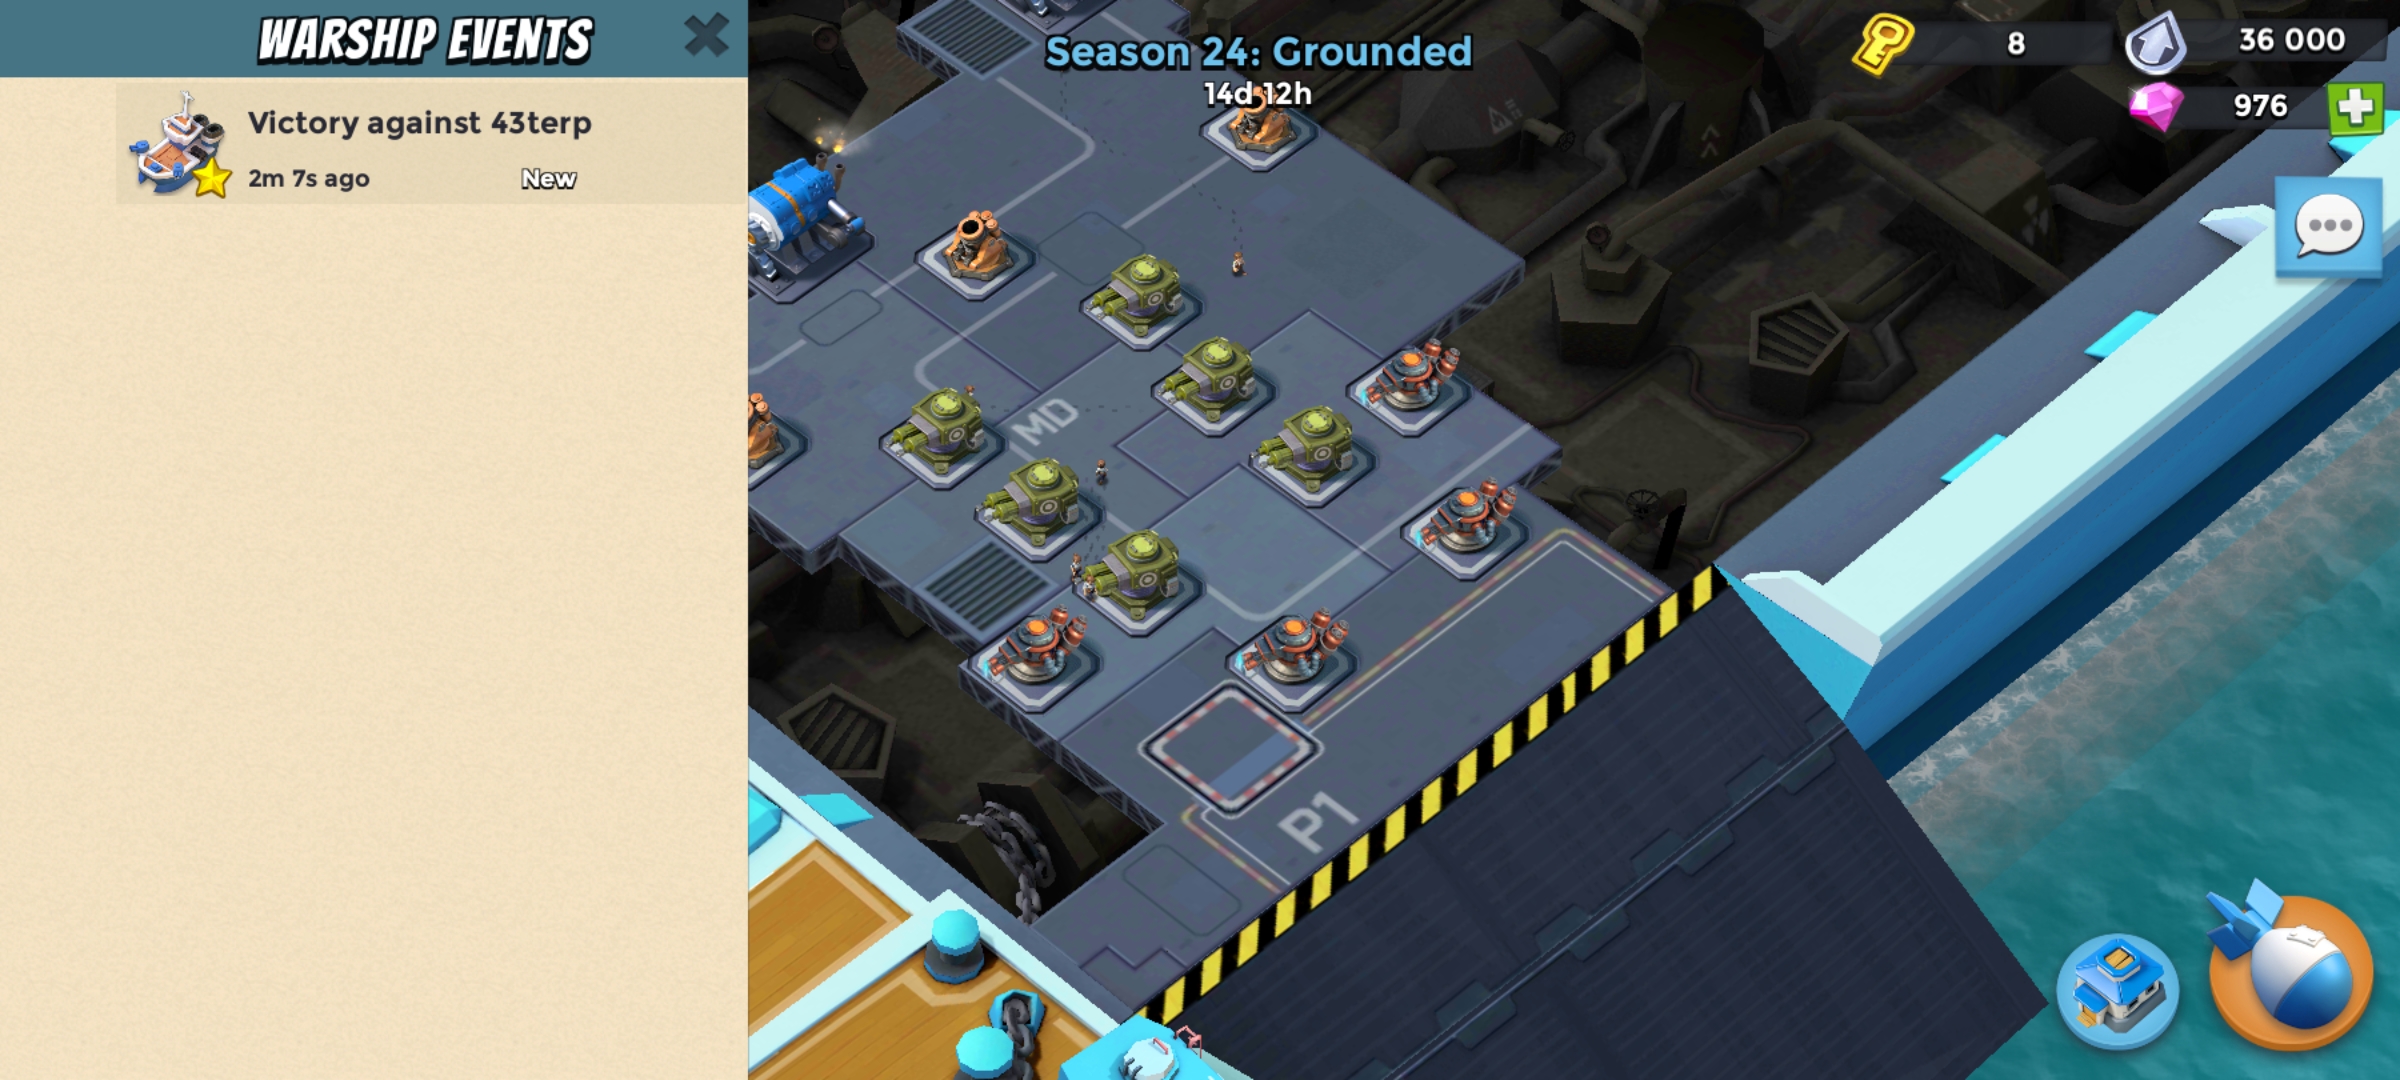 WARSHIP EVENTS
Victory against 43terp
2m 7s ago
New
Season 24: Grounded
14d 12h
8
36 000
976
MD
P1